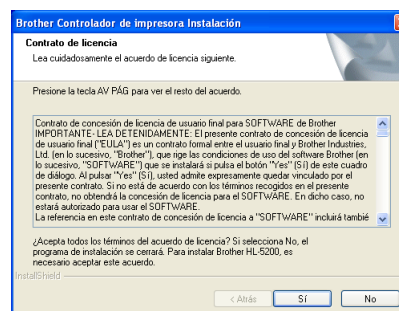 Brother Controlador de impresora Instalación
Contrato de licencia
Lea cuidadosamente el acuerdo de licencia siguiente.
Presione la tecla AV PÁG para ver el resto del acuerdo.
Contrato de concesión de licencia de usuario final para SOFTWARE de Brother
IMPORTANTE- LEA DETENIDAMENTE: El presente contrato de concesión de licencia
de usuario final ("EULA") es un contrato formal entre el usuario final y Brother Industries,
Ltd. (en lo sucesivo, "Brother"), que rige las condiciones de uso del software Brother (en
lo sucesivo, "SOFTWARE") que se instalará si pulsa el botón "Yes" (Sí) de este cuadro
de diálogo. Al pulsar "Yes" (Sí), usted admite expresamente quedar vinculado por el
presente contrato. Si no está de acuerdo con los términos recogidos en el presente
contrato, no obtendrá la concesión de licencia para el SOFTWARE. En dicho caso, no
estará autorizado para usar el SOFTWARE.
La referencia en este contrato de concesión de licencia a "SOFTWARE" incluirá tambié
¿Acepta todos los términos del acuerdo de licencia? Si selecciona No, el
programa de instalación se cerrará. Para instalar Brother HL-5200, es
necesario aceptar este acuerdo.
InstallShield
< Atrás
Sí
No